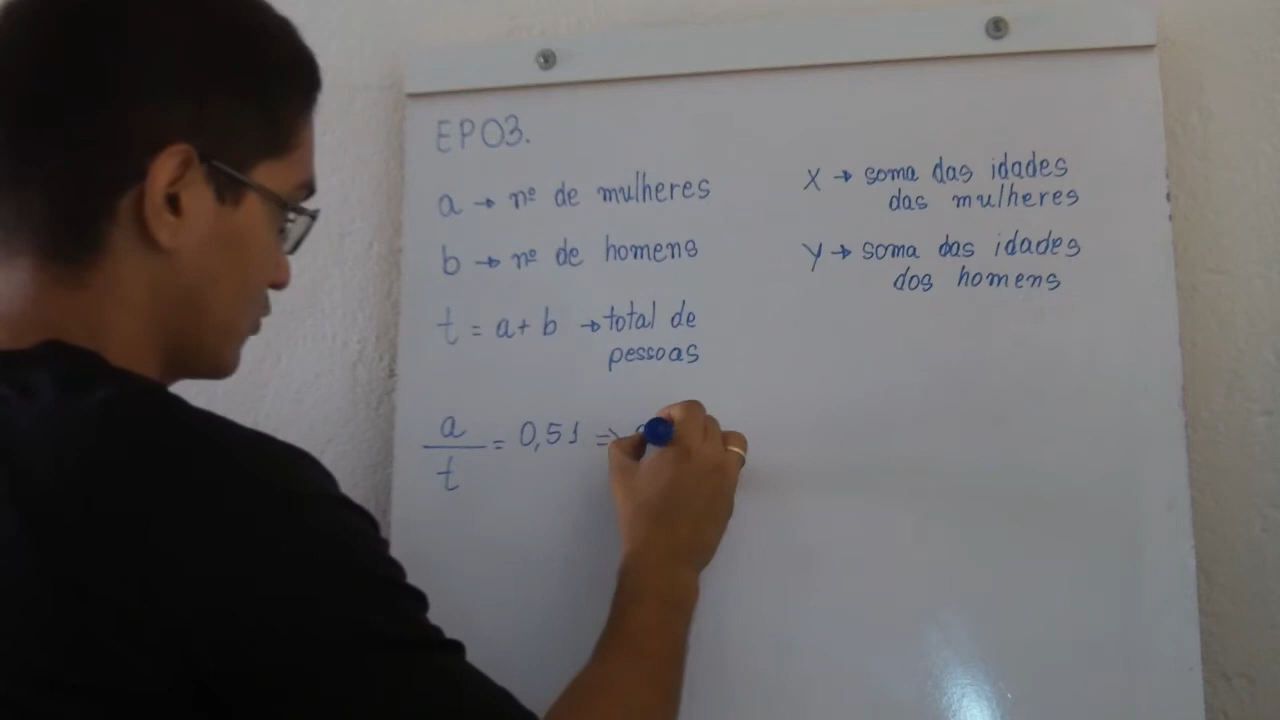 EP03.
a → nº de mulheres
b → nº de homens
t = a + b → total de
pessoas
x → soma das idades
das mulheres
y → soma das idades
dos homens
a
— = 0,51 ⇒
t